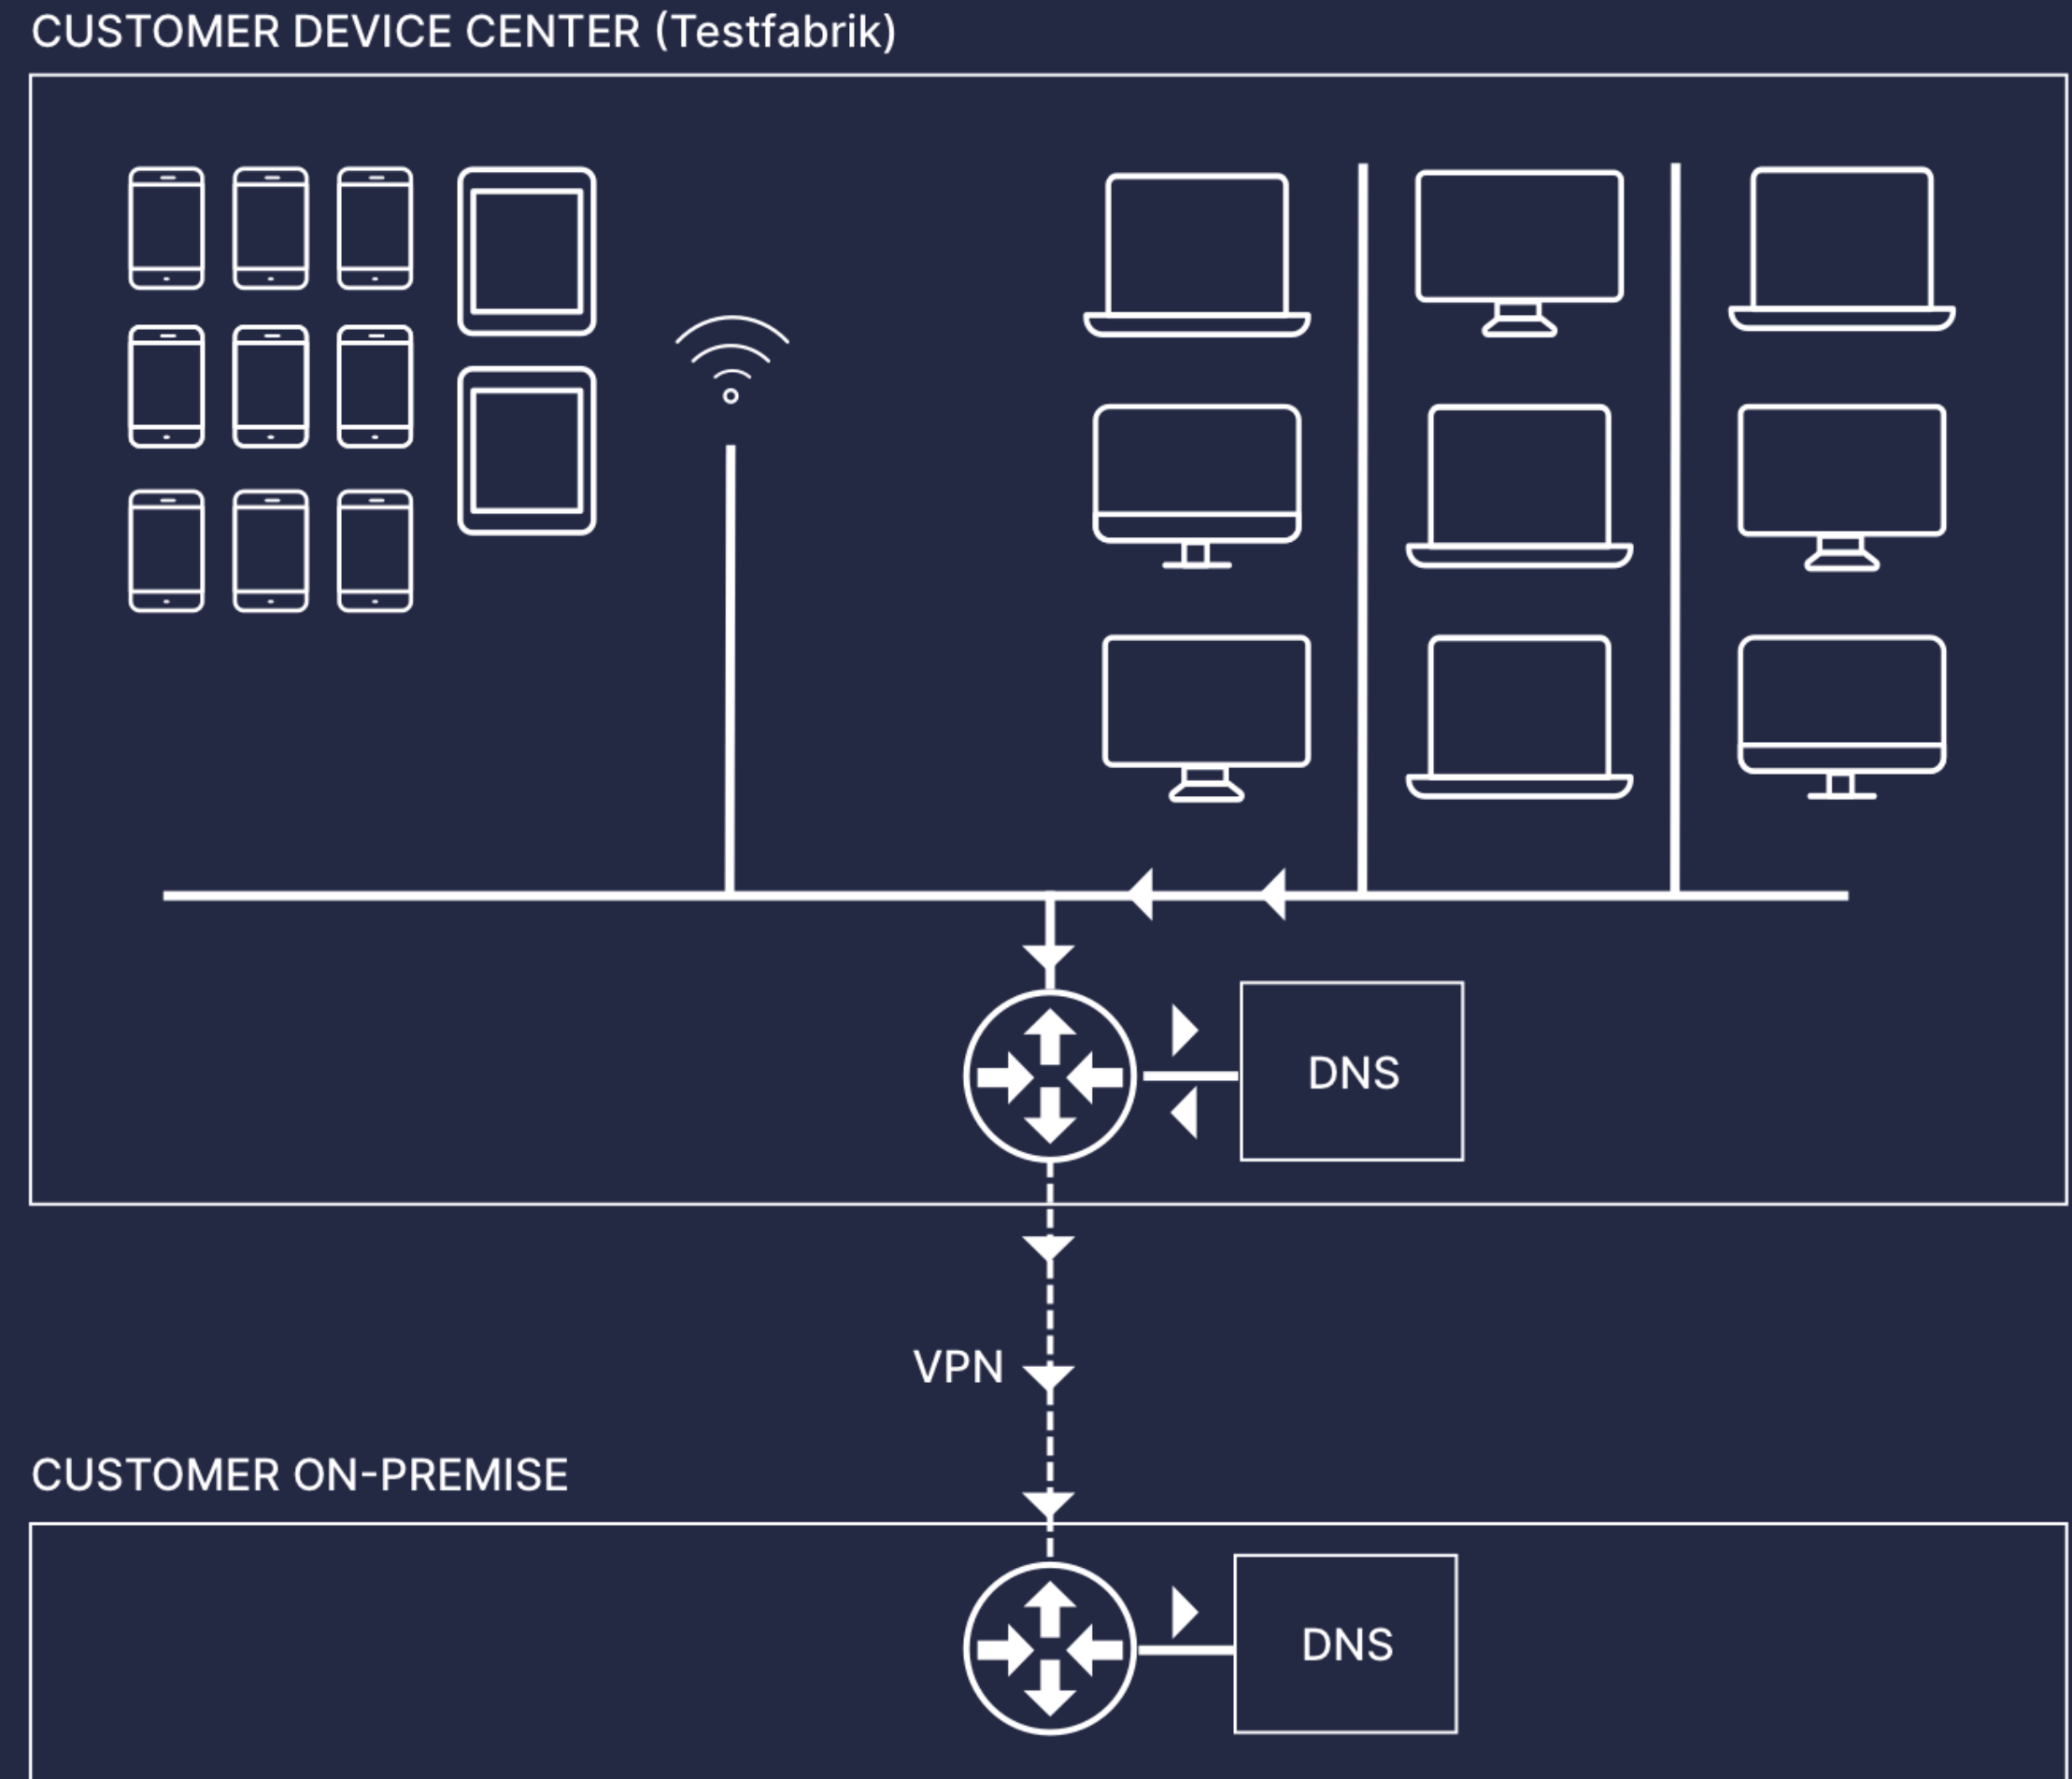 CUSTOMER DEVICE CENTER (Testfabrik)
DNS
VPN
CUSTOMER ON-PREMISE
DNS